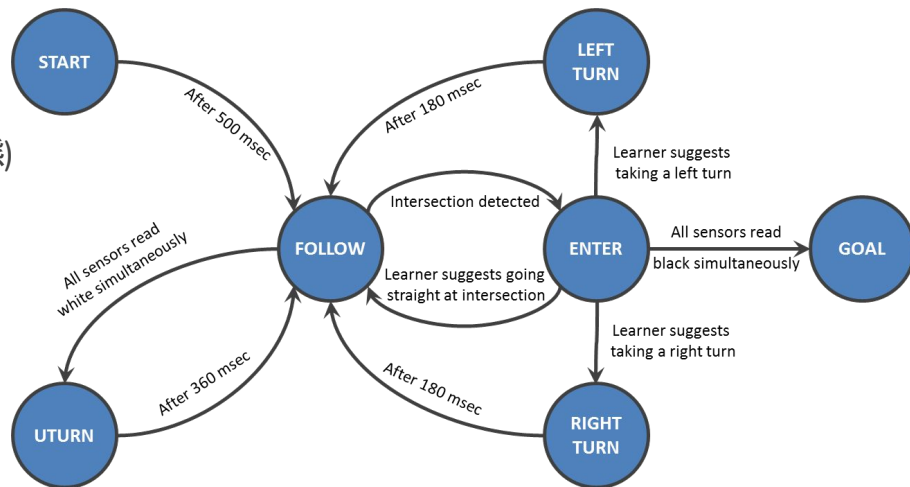 START
LEFT
TURN
After 500 msec
After 180 msec
Learner suggests
taking a left turn
Intersection detected
All sensors read
white simultaneously
FOLLOW
ENTER
All sensors read
black simultaneously
GOAL
Learner suggests going
straight at intersection
Learner suggests
taking a right turn
After 360 msec
After 180 msec
UTURN
RIGHT
TURN